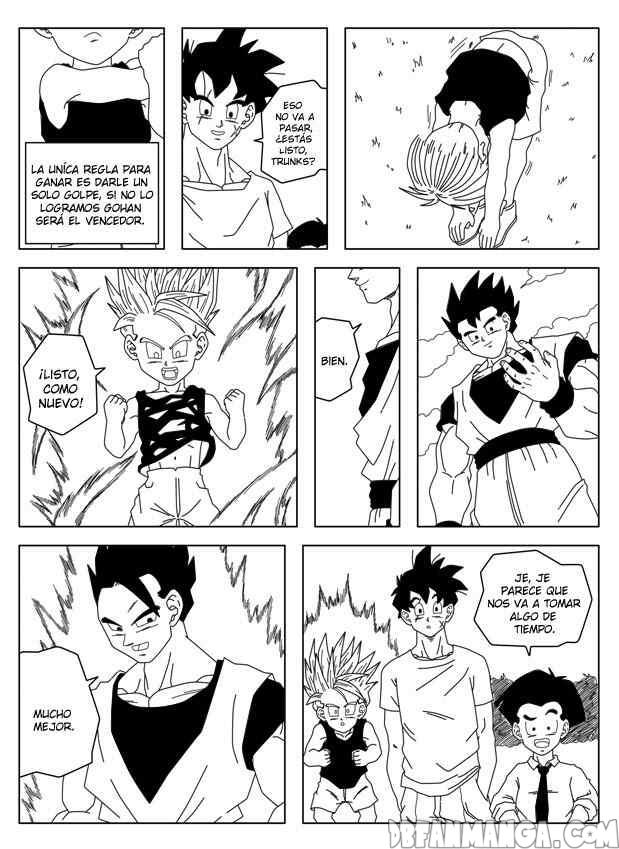 LA UNÍCA REGLA PARA
GANAR ES DARLE UN
SOLO GOLPE, SI NO LO
LOGRAMOS GOHAN
SERÁ EL VENCEDOR.
ESO
NO VA A
PASAR,
¿ESTÁS
LISTO,
TRUNKS?
¡LISTO,
COMO
NUEVO!
BIEN.
MUCHO
MEJOR.
JE, JE
PARECE QUE
NOS VA A TOMAR
ALGO DE
TIEMPO.
DBFANMANGA.COM